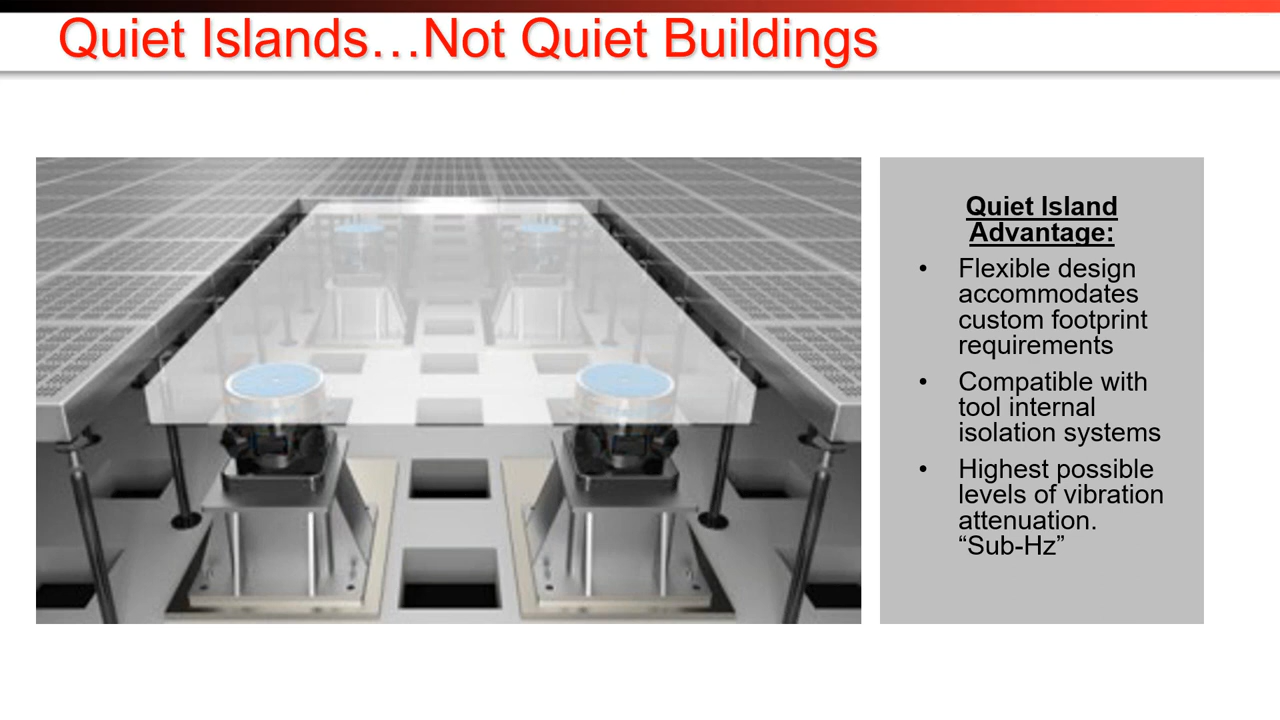 Quiet Islands…Not Quiet Buildings
Quiet Island
Advantage:
• Flexible design
accommodates
custom footprint
requirements
• Compatible with
tool internal
isolation systems
• Highest possible
levels of vibration
attenuation.
“Sub-Hz”